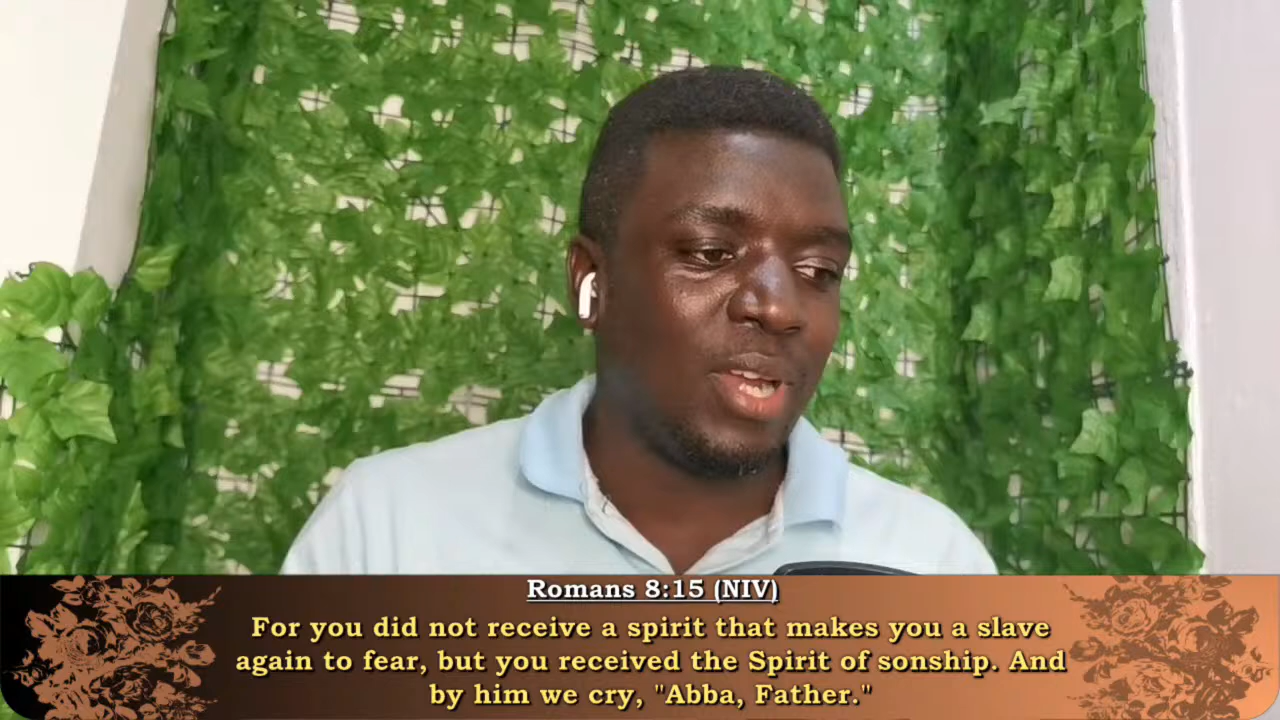 Romans 8:15 (NIV)
For you did not receive a spirit that makes you a slave
again to fear, but you received the Spirit of sonship. And
by him we cry, "Abba, Father."